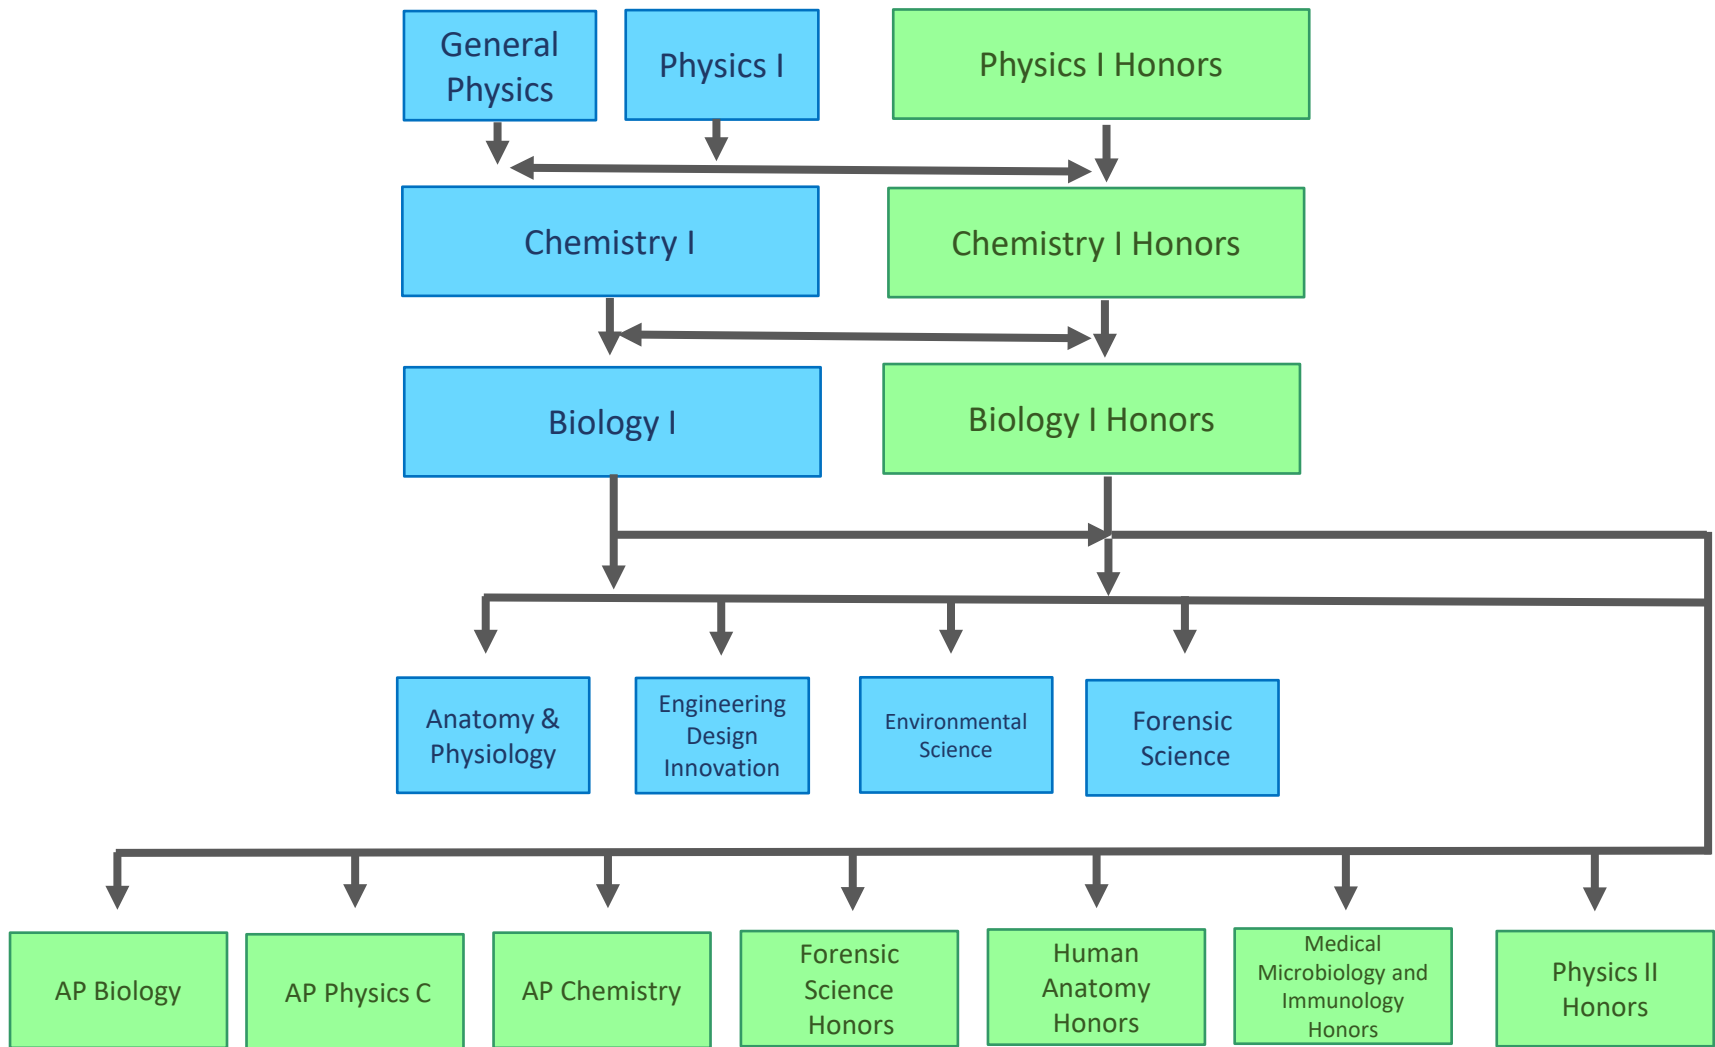 General
Physics
Physics I
Physics I Honors
Chemistry I
Chemistry I Honors
Biology I
Biology I Honors
Anatomy &
Physiology
Engineering
Design
Innovation
Environmental
Science
Forensic
Science
AP Biology
AP Physics C
AP Chemistry
Forensic
Science
Honors
Human
Anatomy
Honors
Medical
Microbiology and
Immunology
Honors
Physics II
Honors